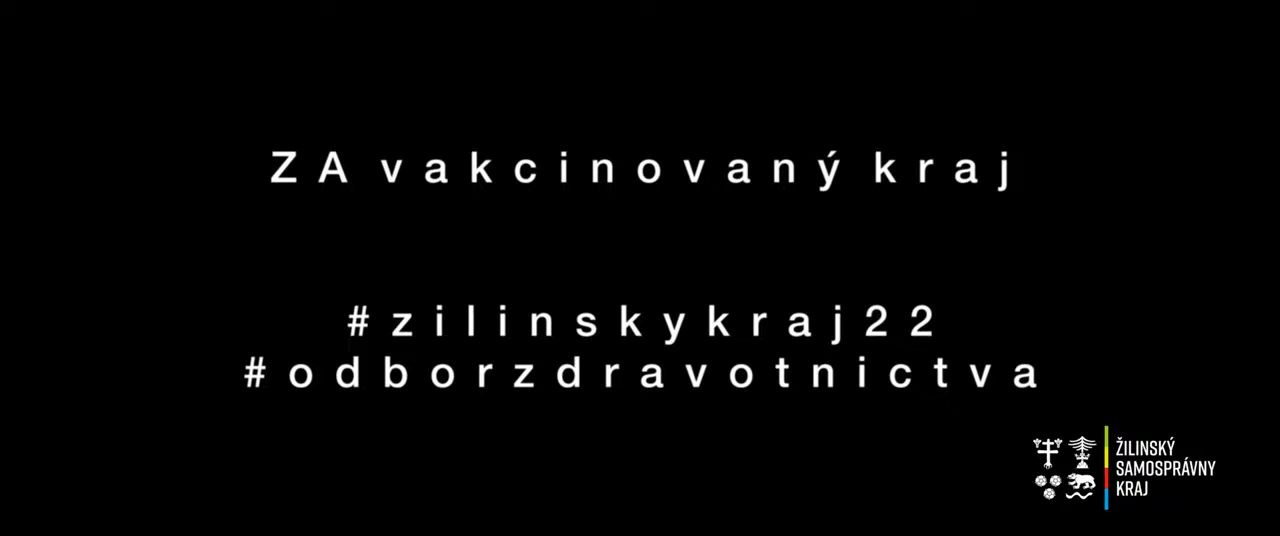 ZA vakcinovaný kraj
#zilinskykraj22
#odborzdravotnictva
ŽILINSKÝ
SAMOSPRÁVNY
KRAJ